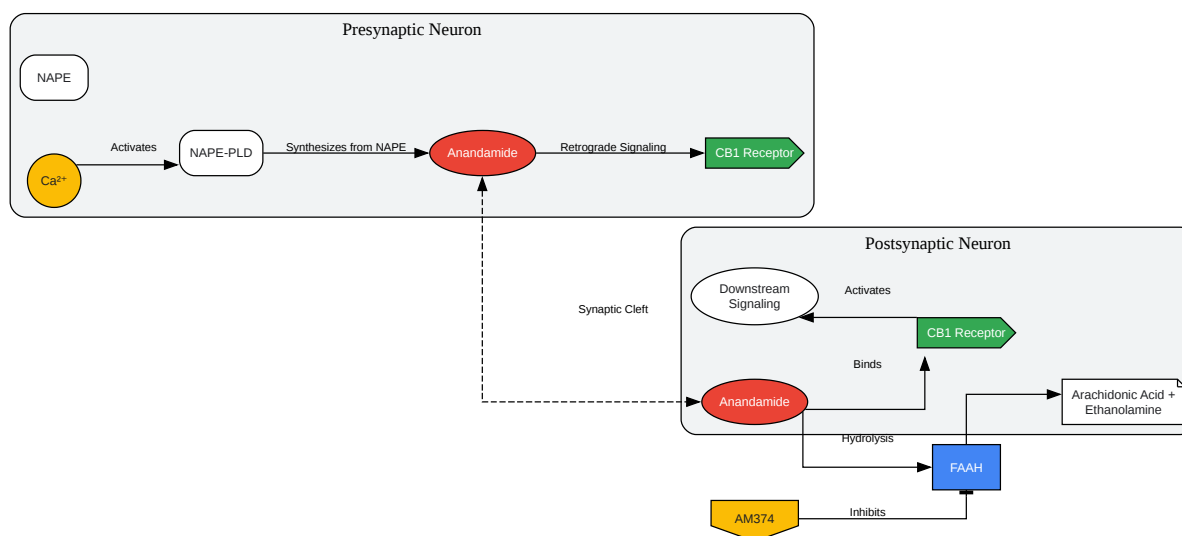 Presynaptic Neuron
NAPE
Activates
NAPE-PLD
Synthesizes from NAPE
Anandamide
Retrograde Signaling
CB1 Receptor
Ca²⁺
Postsynaptic Neuron
Downstream
Signaling
Activates
Synaptic Cleft
CB1 Receptor
Binds
Anandamide
Arachidonic Acid +
Ethanolamine
Hydrolysis
FAAH
AM374
Inhibits